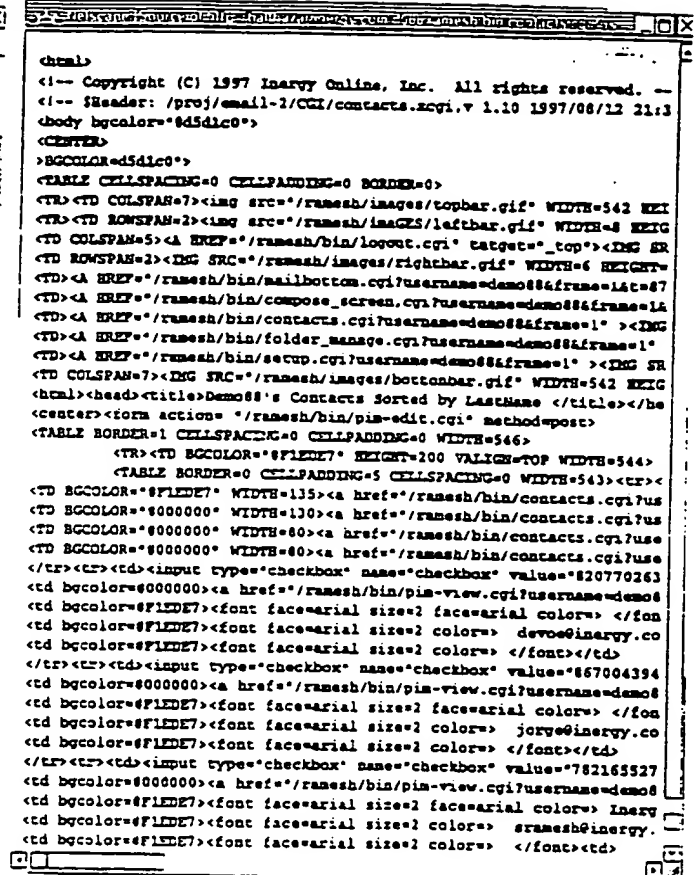 <html>
<!-- Copyright (C) 1997 Inergy Online, Inc. All rights reserved. --
<!-- $Header: /proj/email-2/CGI/contacts.zcgi,v 1.10 1997/08/12 21:3
<body bgcolor="#d5d1c0">
<CENTER>
>BGCOLOR=d5d1c0">
<TABLE CELLSPACING=0 CELLPADDING=0 BORDER=0>
<TR><TD COLSPAN=7><img src="/ramesh/images/topbar.gif" WIDTH=542 HEI
<TR><TD ROWSPAN=2><img src="/ramesh/imaGES/leftbar.gif" WIDTH=8 HEIG
<TD COLSPAN=5><A HREF="/ramesh/bin/logout.cgi" tatget="_top"><IMG SR
<TD ROWSPAN=2><IMG SRC="/ramesh/images/rightbar.gif" WIDTH=6 HEIGHT=
<TD><A HREF="/ramesh/bin/mailbotton.cgi?username=demo88&frame=1&t=87
<TD><A HREF="/ramesh/bin/compose_screen.cgi?username=demo88&frame=1&
<TD><A HREF="/ramesh/bin/contacts.cgi?username=demo88&frame=1" ><IMG
<TD><A HREF="/ramesh/bin/folder_manage.cgi?username=demo88&frame=1"
<TD><A HREF="/ramesh/bin/setup.cgi?username=demo88&frame=1" ><IMG SR
<TD COLSPAN=7><IMG SRC="/ramesh/images/bottonbar.gif" WIDTH=542 HEIG
<html><head><title>Demo88's Contacts Sorted by LastName </title></he
<center><form action= "/ramesh/bin/pim-edit.cgi" method=post>
<TABLE BORDER=1 CELLSPACING=0 CELLPADDING=0 WIDTH=546>
<TR><TD BGCOLOR="#F1EDE7" HEIGHT=200 VALIGN=TOP WIDTH=544>
<TABLE BORDER=0 CELLPADDING=5 CELLSPACING=0 WIDTH=543><tr><
<TD BGCOLOR="#F1EDE7" WIDTH=135><a href="/ramesh/bin/contacts.cgi?us
<TD BGCOLOR="#000000" WIDTH=130><a href="/ramesh/bin/contacts.cgi?us
<TD BGCOLOR="#000000" WIDTH=80><a href="/ramesh/bin/contacts.cgi?use
<TD BGCOLOR="#000000" WIDTH=80><a href="/ramesh/bin/contacts.cgi?use
</tr><tr><td><input type="checkbox" name="checkbox" value="820770263
<td bgcolor=#000000><a href="/ramesh/bin/pim-view.cgi?username=demo8
<td bgcolor=#F1EDE7><font face=arial size=2 face=arial color=> </fon
<td bgcolor=#F1EDE7><font face=arial size=2 color=> devoe@inergy.co
<td bgcolor=#F1EDE7><font face=arial size=2 color=> </font></td>
</tr><tr><td><input type="checkbox" name="checkbox" value="867004394
<td bgcolor=#000000><a href="/ramesh/bin/pim-view.cgi?username=demo8
<td bgcolor=#F1EDE7><font face=arial size=2 face=arial color=> </fon
<td bgcolor=#F1EDE7><font face=arial size=2 color=> jorge@inergy.co
<td bgcolor=#F1EDE7><font face=arial size=2 color=> </font></td>
</tr><tr><td><input type="checkbox" name="checkbox" value="782165527
<td bgcolor=#000000><a href="/ramesh/bin/pim-view.cgi?username=demo8
<td bgcolor=#F1EDE7><font face=arial size=2 face=arial color=> Inerg
<td bgcolor=#F1EDE7><font face=arial size=2 color=> sramesh@inergy.
<td bgcolor=#F1EDE7><font face=arial size=2 color=> </font><td>